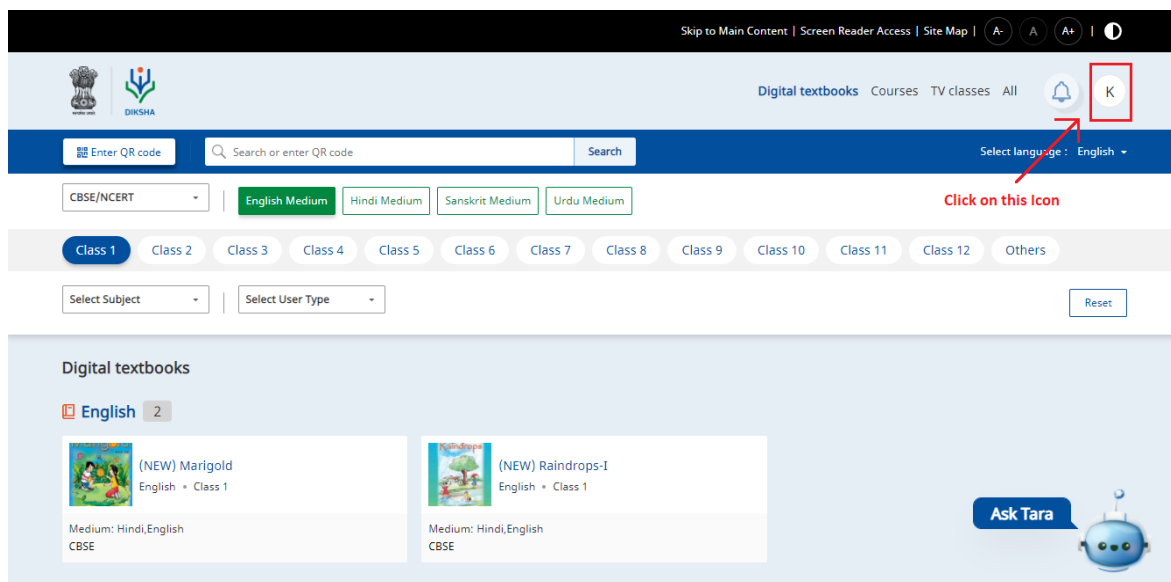 Skip to Main Content | Screen Reader Access | Site Map | A- A A+ |
DIKSHA
Digital textbooks Courses TV classes All K
Enter QR code Search or enter QR code Search Select language : English
CBSE/NCERT English Medium Hindi Medium Sanskrit Medium Urdu Medium
Click on this Icon
Class 1 Class 2 Class 3 Class 4 Class 5 Class 6 Class 7 Class 8 Class 9 Class 10 Class 11 Class 12 Others
Select Subject Select User Type Reset
Digital textbooks
English 2
(NEW) Marigold
English • Class 1
Medium: Hindi,English
CBSE
Raindrops
(NEW) Raindrops-I
English • Class 1
Medium: Hindi,English
CBSE
Ask Tara